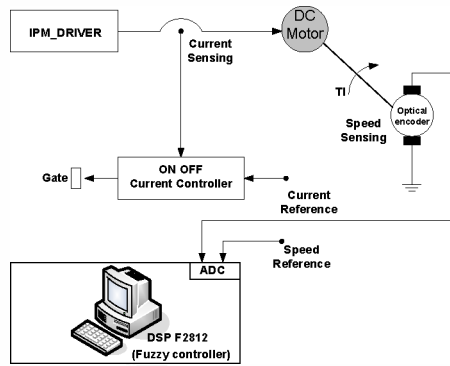 IPM_DRIVER
Current
Sensing
DC
Motor
Tl
Speed
Sensing
Optical
encoder
Gate
ON OFF
Current Controller
Current
Reference
Speed
Reference
ADC
DSP F2812
(Fuzzy controller)